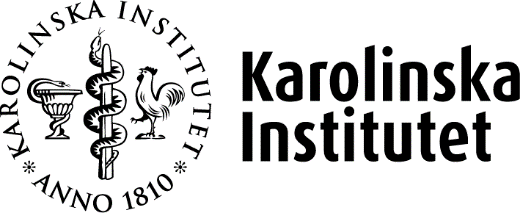 KAROLINSKA INSTITUTET
* ANNO 1810 *
Karolinska
Institutet